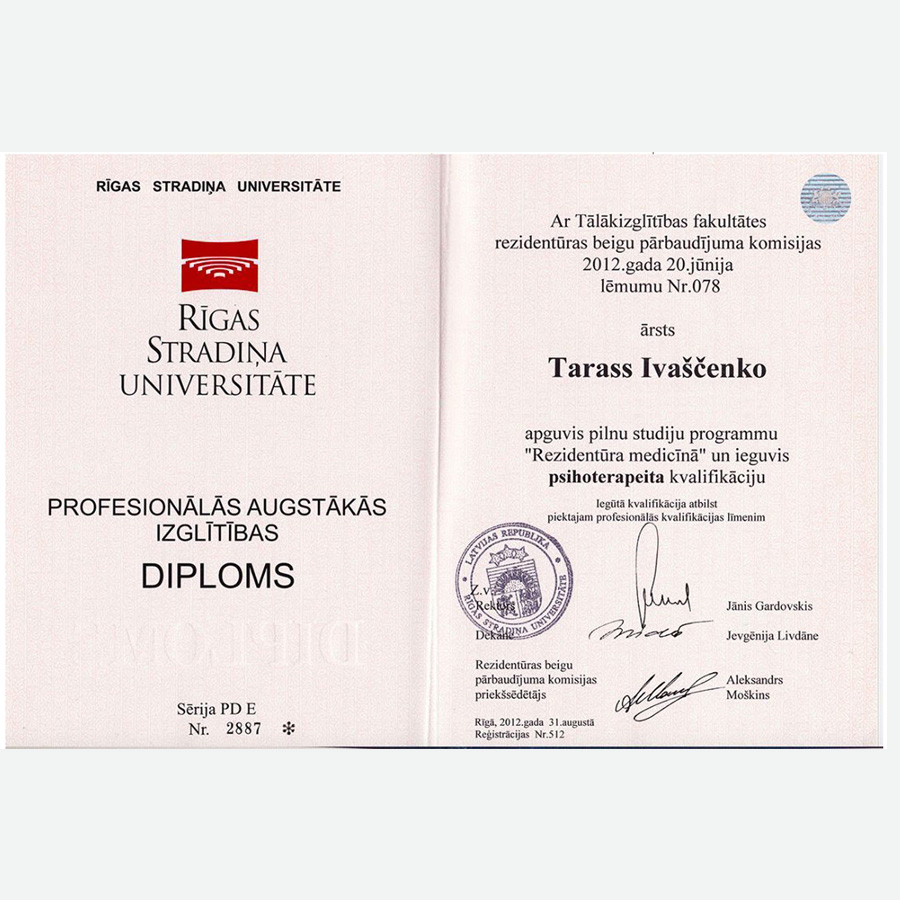 RĪGAS STRADIŅA UNIVERSITĀTE
RĪGAS
STRADIŅA
UNIVERSITĀTE
PROFESIONĀLĀS AUGSTĀKĀS
IZGLĪTĪBAS
DIPLOMS
Sērija PD E
Nr. 2887 ✻
Ar Tālākizglītības fakultātes
rezidentūras beigu pārbaudījuma komisijas
2012.gada 20.jūnija
lēmumu Nr.078
ārsts
Tarass Ivaščenko
apguvis pilnu studiju programmu
"Rezidentūra medicīnā" un ieguvis
psihoterapeita kvalifikāciju
iegūtā kvalifikācija atbilst
piektajam profesionālās kvalifikācijas līmenim
LATVIJAS REPUBLIKA
RĪGAS STRADIŅA UNIVERSITĀTE
Z.v.
Rektors
Jānis Gardovskis
Dekāne
Jevgēnija Livdāne
Rezidentūras beigu
pārbaudījuma komisijas
priekšsēdētājs
Aleksandrs
Moškins
Rīgā, 2012.gada 31.augustā
Reģistrācijas Nr.512